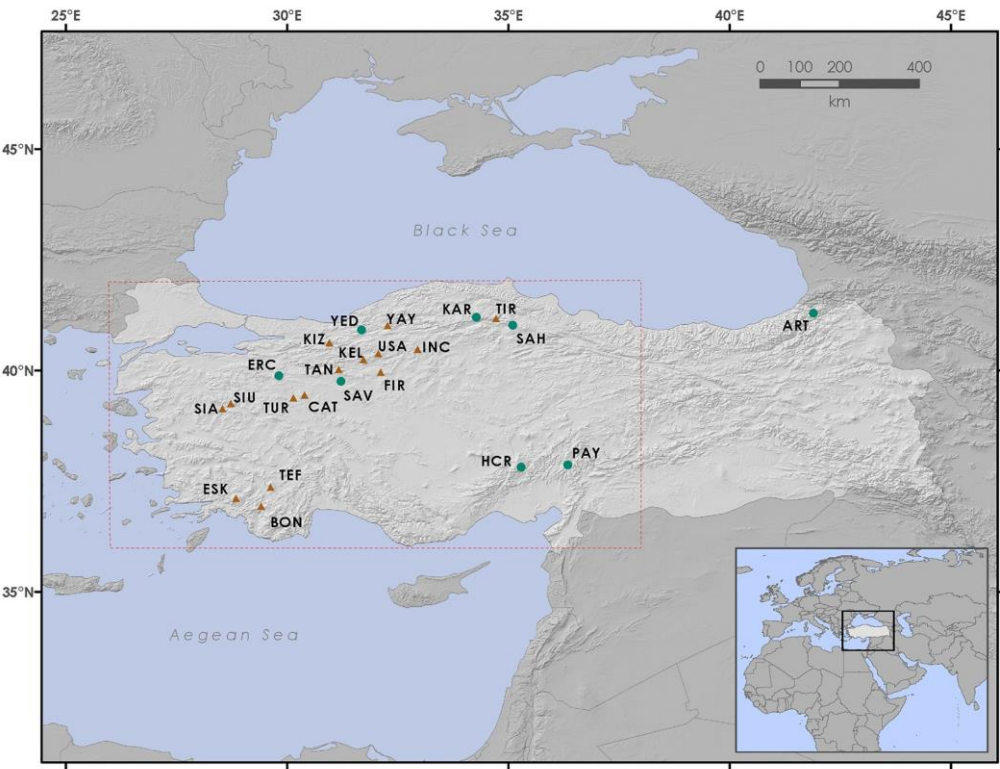 25°E 30°E 35°E 40°E 45°E
0 100 200 400
km
45°N
Black Sea
KAR TIR
YED YAY
SAH
ART
KIZ
USA INC
KEL
40°N
ERC TAN
FIR
SIU SAV
SIA TUR CAT
HCR PAY
TEF
ESK
BON
35°N
Aegean Sea